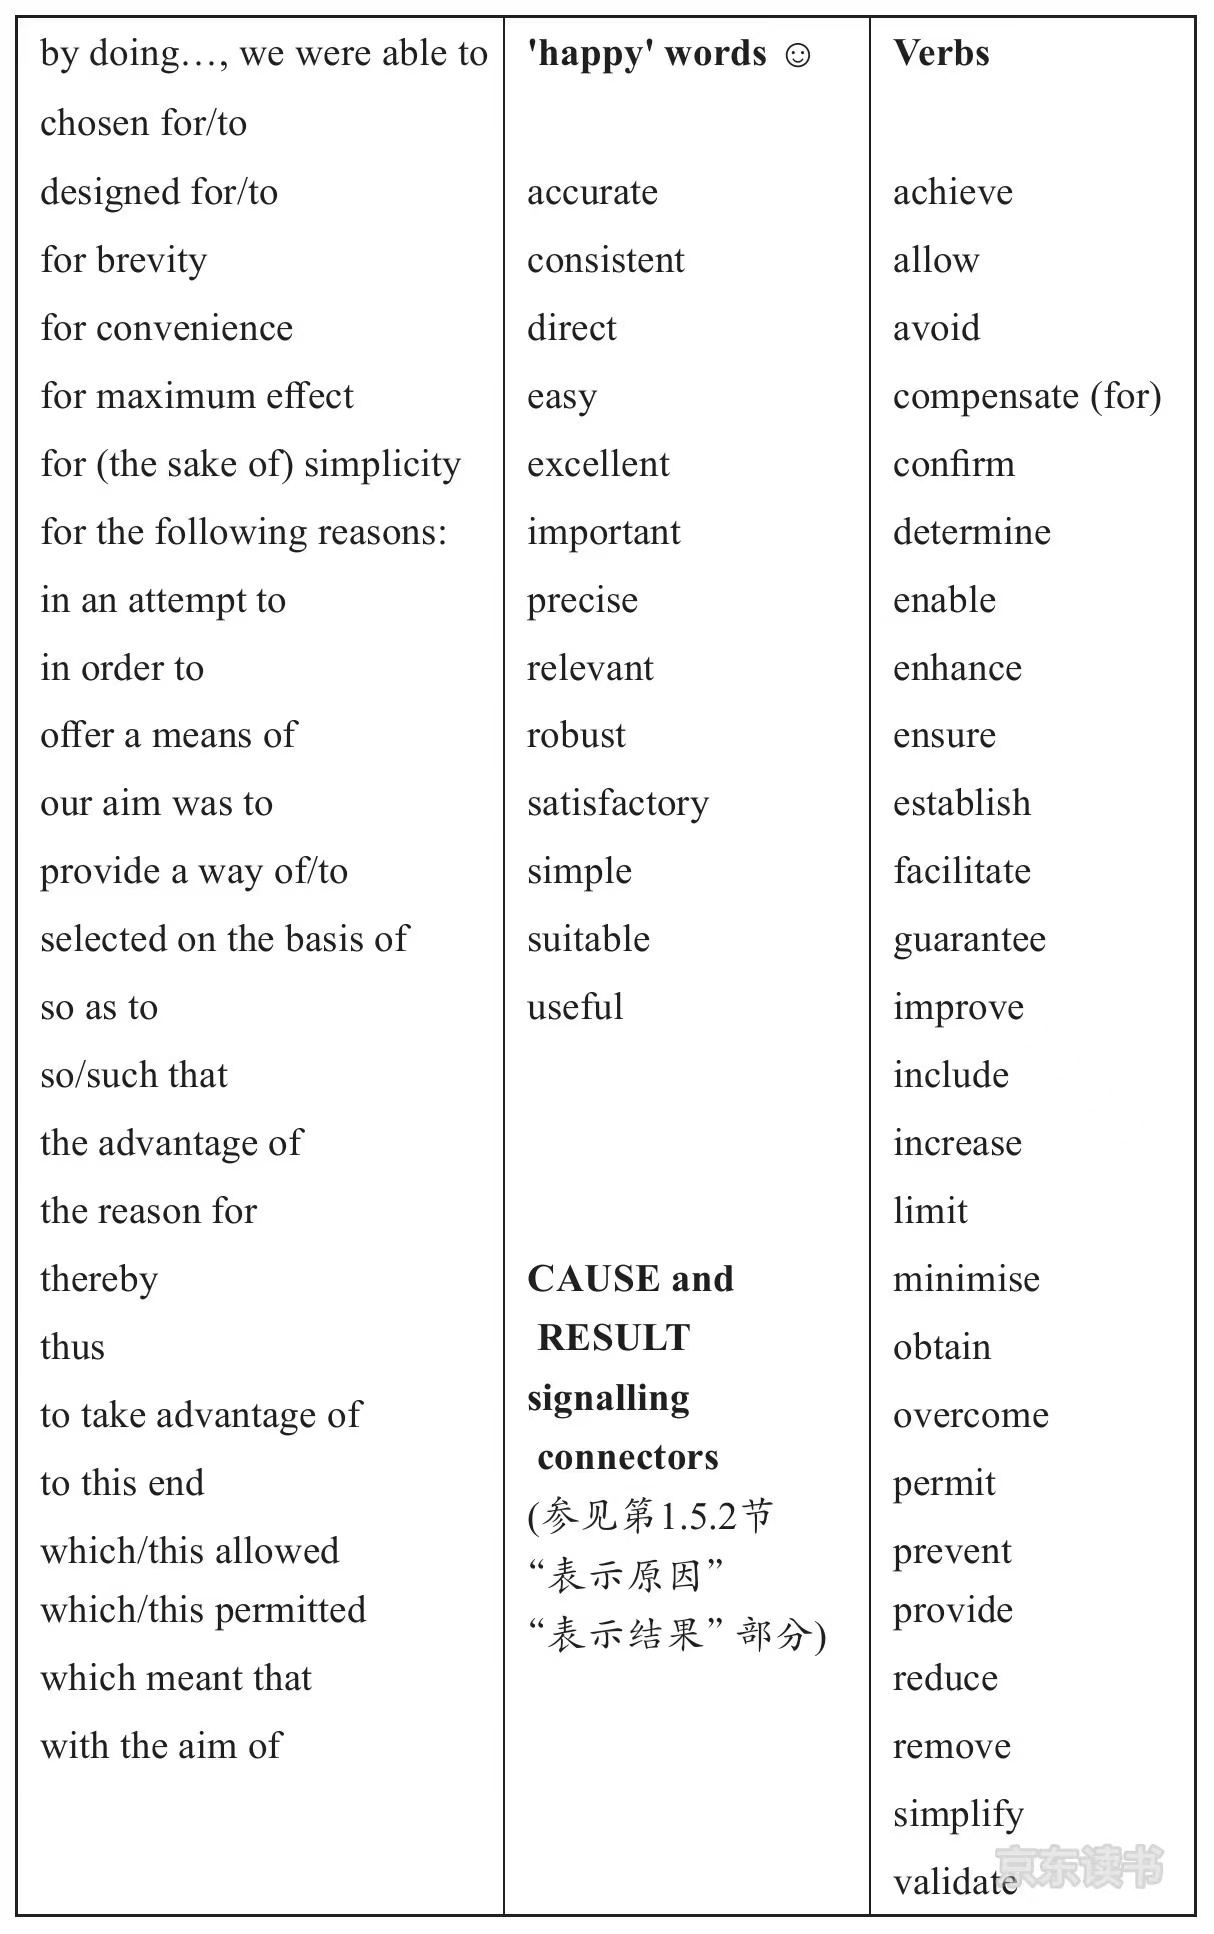 by doing…, we were able to
chosen for/to
designed for/to
for brevity
for convenience
for maximum effect
for (the sake of) simplicity
for the following reasons:
in an attempt to
in order to
offer a means of
our aim was to
provide a way of/to
selected on the basis of
so as to
so/such that
the advantage of
the reason for
thereby
thus
to take advantage of
to this end
which/this allowed
which/this permitted
which meant that
with the aim of
'happy' words ☺
accurate
consistent
direct
easy
excellent
important
precise
relevant
robust
satisfactory
simple
suitable
useful
CAUSE and
RESULT
signalling
connectors
(参见第1.5.2节
“表示原因”
“表示结果” 部分)
Verbs
achieve
allow
avoid
compensate (for)
confirm
determine
enable
enhance
ensure
establish
facilitate
guarantee
improve
include
increase
limit
minimise
obtain
overcome
permit
prevent
provide
reduce
remove
simplify
validate
京东读书